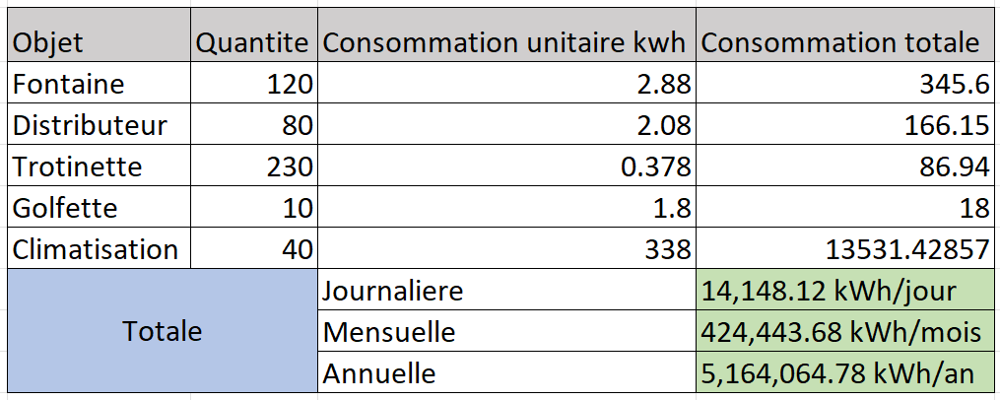 Objet Quantite Consommation unitaire kwh Consommation totale
Fontaine 120 2.88 345.6
Distributeur 80 2.08 166.15
Trotinette 230 0.378 86.94
Golfette 10 1.8 18
Climatisation 40 338 13531.42857
Journaliere 14,148.12 kWh/jour
Totale Mensuelle 424,443.68 kWh/mois
Annuelle 5,164,064.78 kWh/an